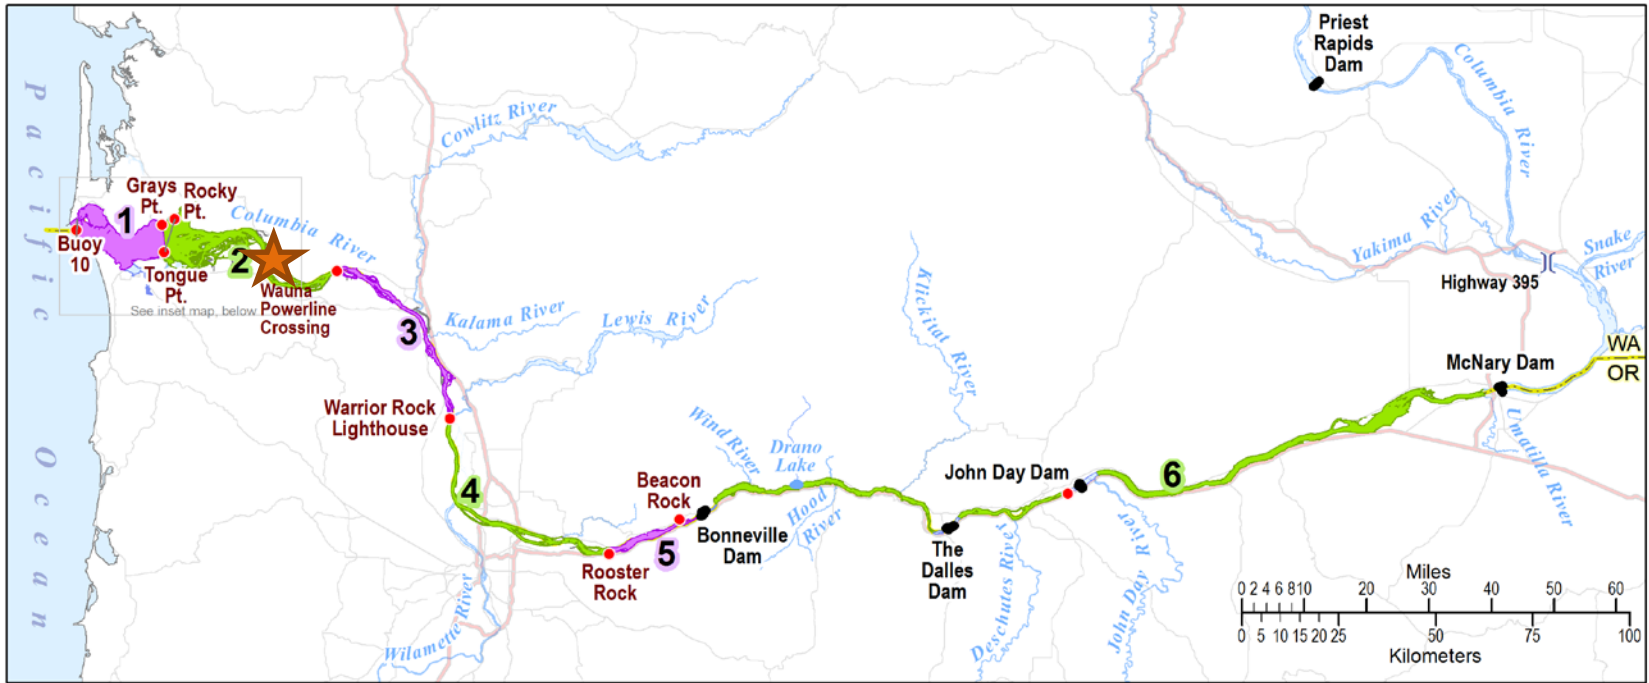 Priest
Rapids
Dam
Columbia River
Cowlitz River
Pacific
Ocean
Grays
Pt.
Rocky
Pt.
1
Columbia River
Buoy
10
2
Tongue
Pt.
See inset map, below
Wauna
Powerline
Crossing
3
Kalama River
Lewis River
Klickitat River
Yakima River
Snake
River
Highway 395
WA
OR
McNary Dam
Umatilla River
Warrior Rock
Lighthouse
Wind River
Drano
Lake
4
Beacon
Rock
John Day Dam
6
Hood
River
Bonneville
Dam
5
Rooster
Rock
The
Dalles
Dam
Deschutes River
John Day River
Wilamette River
Miles
0 2 4 6 8 10 20 30 40 50 60
0 5 10 15 20 25 50 75 100
Kilometers